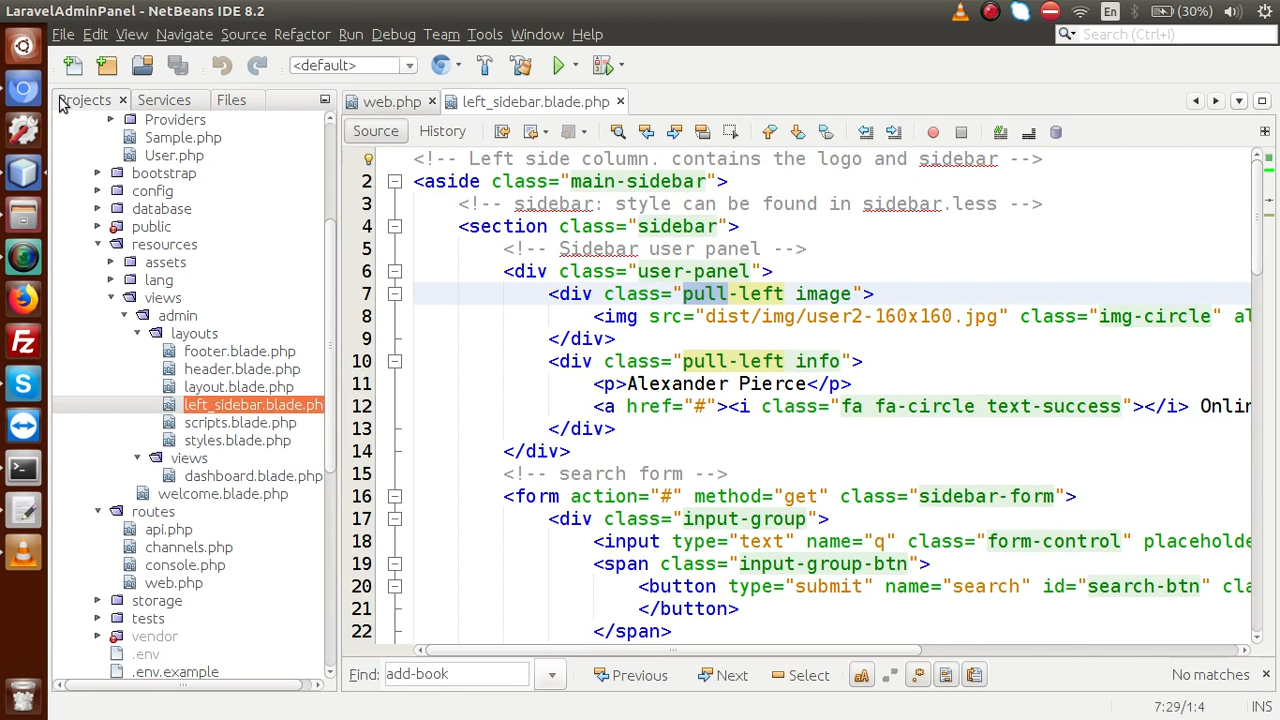 LaravelAdminPanel - NetBeans IDE 8.2
En
(30%)
File Edit View Navigate Source Refactor Run Debug Team Tools Window Help
Search (Ctrl+I)
<default>
Projects
Services
Files
web.php
left_sidebar.blade.php
Source
History
Providers
Sample.php
User.php
bootstrap
config
database
public
resources
assets
lang
views
admin
layouts
footer.blade.php
header.blade.php
layout.blade.php
left_sidebar.blade.ph
scripts.blade.php
styles.blade.php
views
dashboard.blade.php
welcome.blade.php
routes
api.php
channels.php
console.php
web.php
storage
tests
vendor
.env
.env.example
<!-- Left side column. contains the logo and sidebar -->
2 <aside class="main-sidebar">
3 <!-- sidebar: style can be found in sidebar.less -->
4 <section class="sidebar">
5 <!-- Sidebar user panel -->
6 <div class="user-panel">
7 <div class="pull-left image">
8 <img src="dist/img/user2-160x160.jpg" class="img-circle" al
9 </div>
10 <div class="pull-left info">
11 <p>Alexander Pierce</p>
12 <a href="#"><i class="fa fa-circle text-success"></i> Onlin
13 </div>
14 </div>
15 <!-- search form -->
16 <form action="#" method="get" class="sidebar-form">
17 <div class="input-group">
18 <input type="text" name="q" class="form-control" placeholde
19 <span class="input-group-btn">
20 <button type="submit" name="search" id="search-btn" cla
21 </button>
22 </span>
Find: add-book
Previous
Next
Select
aA
No matches
7:29/1:4
INS